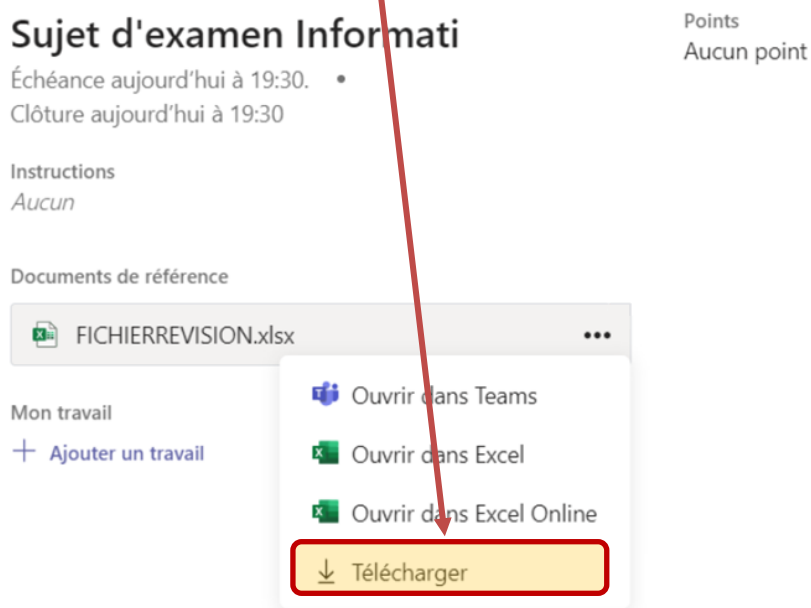 Sujet d'examen Informati
Points
Aucun point
Échéance aujourd'hui à 19:30. •
Clôture aujourd'hui à 19:30
Instructions
Aucun
Documents de référence
FICHIERREVISION.xlsx
Ouvrir dans Teams
Mon travail
+ Ajouter un travail
Ouvrir dans Excel
Ouvrir dans Excel Online
Télécharger